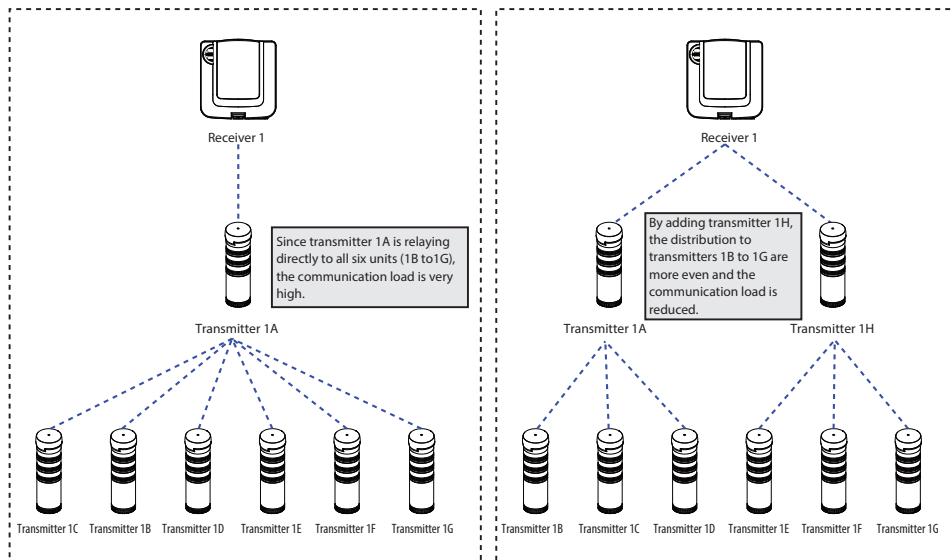 Receiver 1
Since transmitter 1A is relaying
directly to all six units (1B to1G),
the communication load is very
high.
Transmitter 1A
Transmitter 1C
Transmitter 1B
Transmitter 1D
Transmitter 1E
Transmitter 1F
Transmitter 1G
Receiver 1
By adding transmitter 1H,
the distribution to
transmitters 1B to 1G are
more even and the
communication load is
reduced.
Transmitter 1A
Transmitter 1H
Transmitter 1B
Transmitter 1C
Transmitter 1D
Transmitter 1E
Transmitter 1F
Transmitter 1G